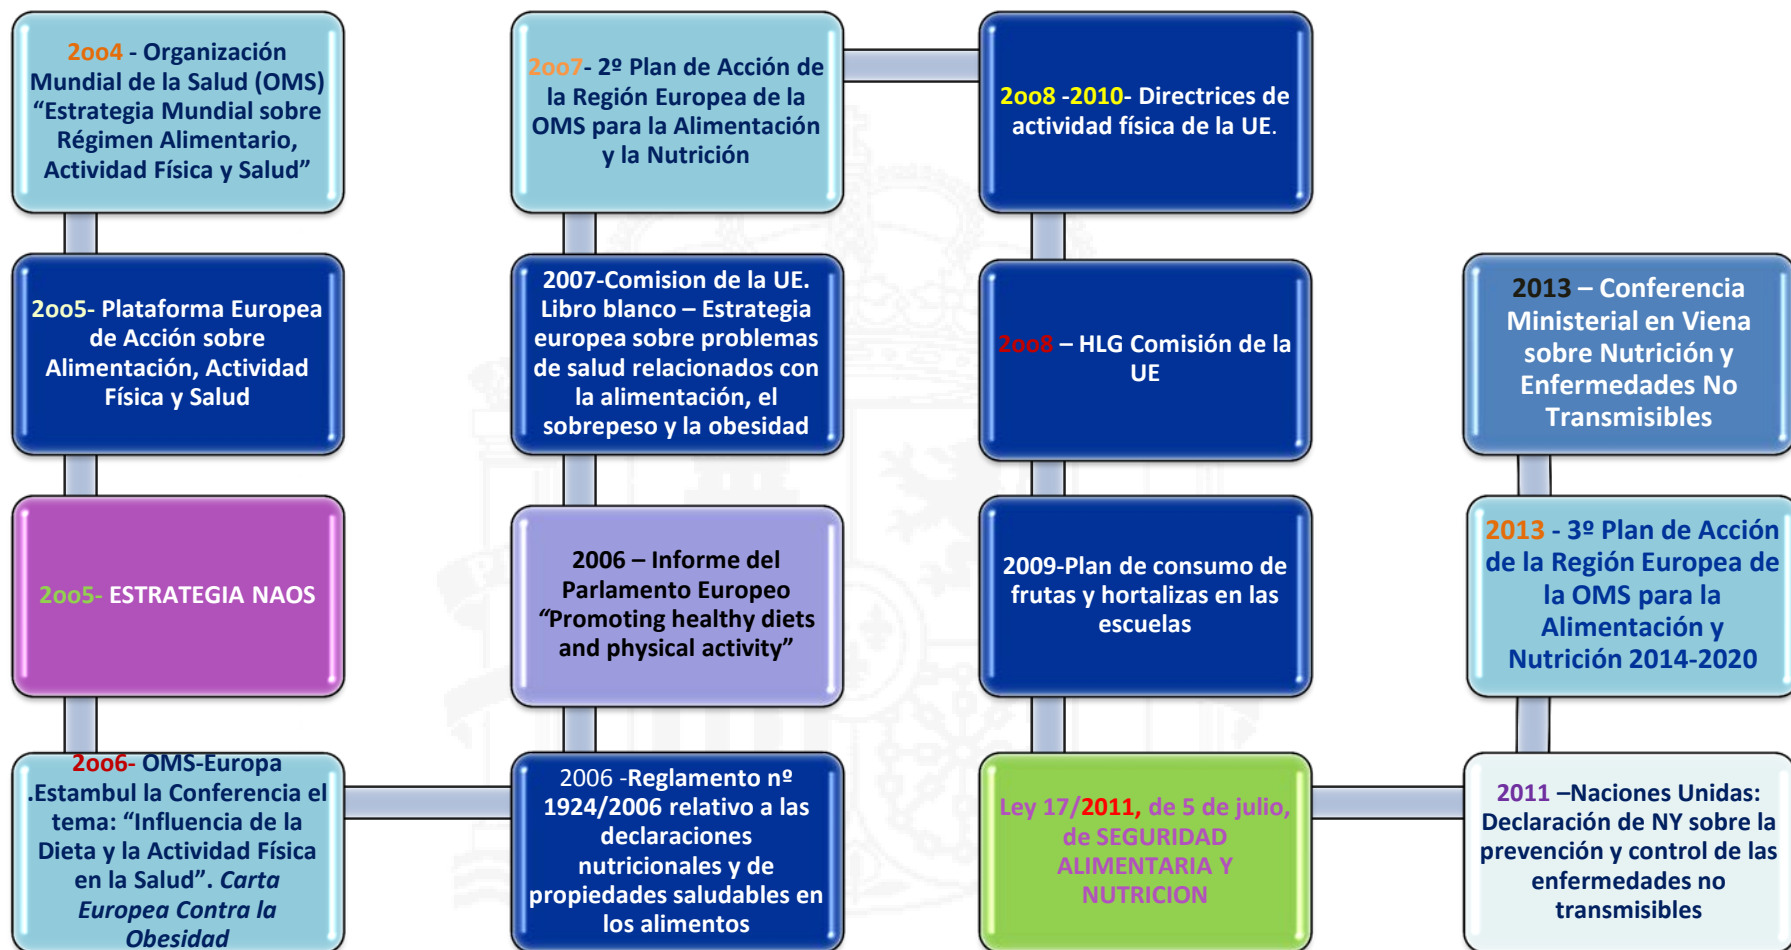 2oo4 - Organización
Mundial de la Salud (OMS)
“Estrategia Mundial sobre
Régimen Alimentario,
Actividad Física y Salud”
2oo5- Plataforma Europea
de Acción sobre
Alimentación, Actividad
Física y Salud
2oo5- ESTRATEGIA NAOS
2oo6- OMS-Europa
.Estambul la Conferencia el
tema: “Influencia de la
Dieta y la Actividad Física
en la Salud”. Carta
Europea Contra la
Obesidad
2006 -Reglamento nº
1924/2006 relativo a las
declaraciones
nutricionales y de
propiedades saludables en
los alimentos
2006 – Informe del
Parlamento Europeo
“Promoting healthy diets
and physical activity”
2007-Comision de la UE.
Libro blanco – Estrategia
europea sobre problemas
de salud relacionados con
la alimentación, el
sobrepeso y la obesidad
2oo7- 2º Plan de Acción de
la Región Europea de la
OMS para la Alimentación
y la Nutrición
2oo8 -2010- Directrices de
actividad física de la UE.
2oo8 – HLG Comisión de la
UE
2009-Plan de consumo de
frutas y hortalizas en las
escuelas
Ley 17/2011, de 5 de julio,
de SEGURIDAD
ALIMENTARIA Y
NUTRICION
2011 –Naciones Unidas:
Declaración de NY sobre la
prevención y control de las
enfermedades no
transmisibles
2013 - 3º Plan de Acción
de la Región Europea de
la OMS para la
Alimentación y
Nutrición 2014-2020
2013 – Conferencia
Ministerial en Viena
sobre Nutrición y
Enfermedades No
Transmisibles